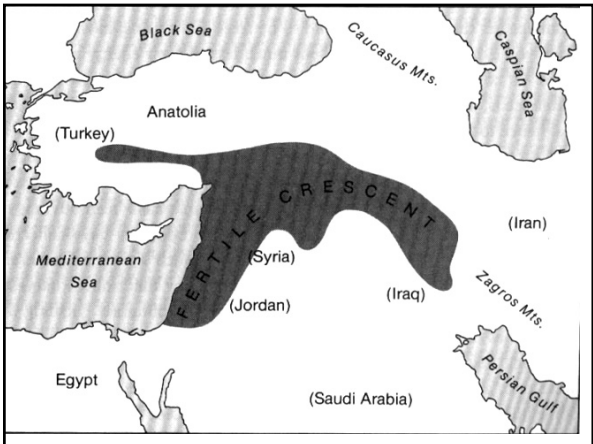 Black Sea
Caucasus Mts.
Caspian Sea
Anatolia
(Turkey)
FERTILE CRESCENT
(Iran)
Mediterranean
Sea
(Syria)
(Jordan)
(Iraq)
Zagros Mts.
Persian Gulf
Egypt
(Saudi Arabia)